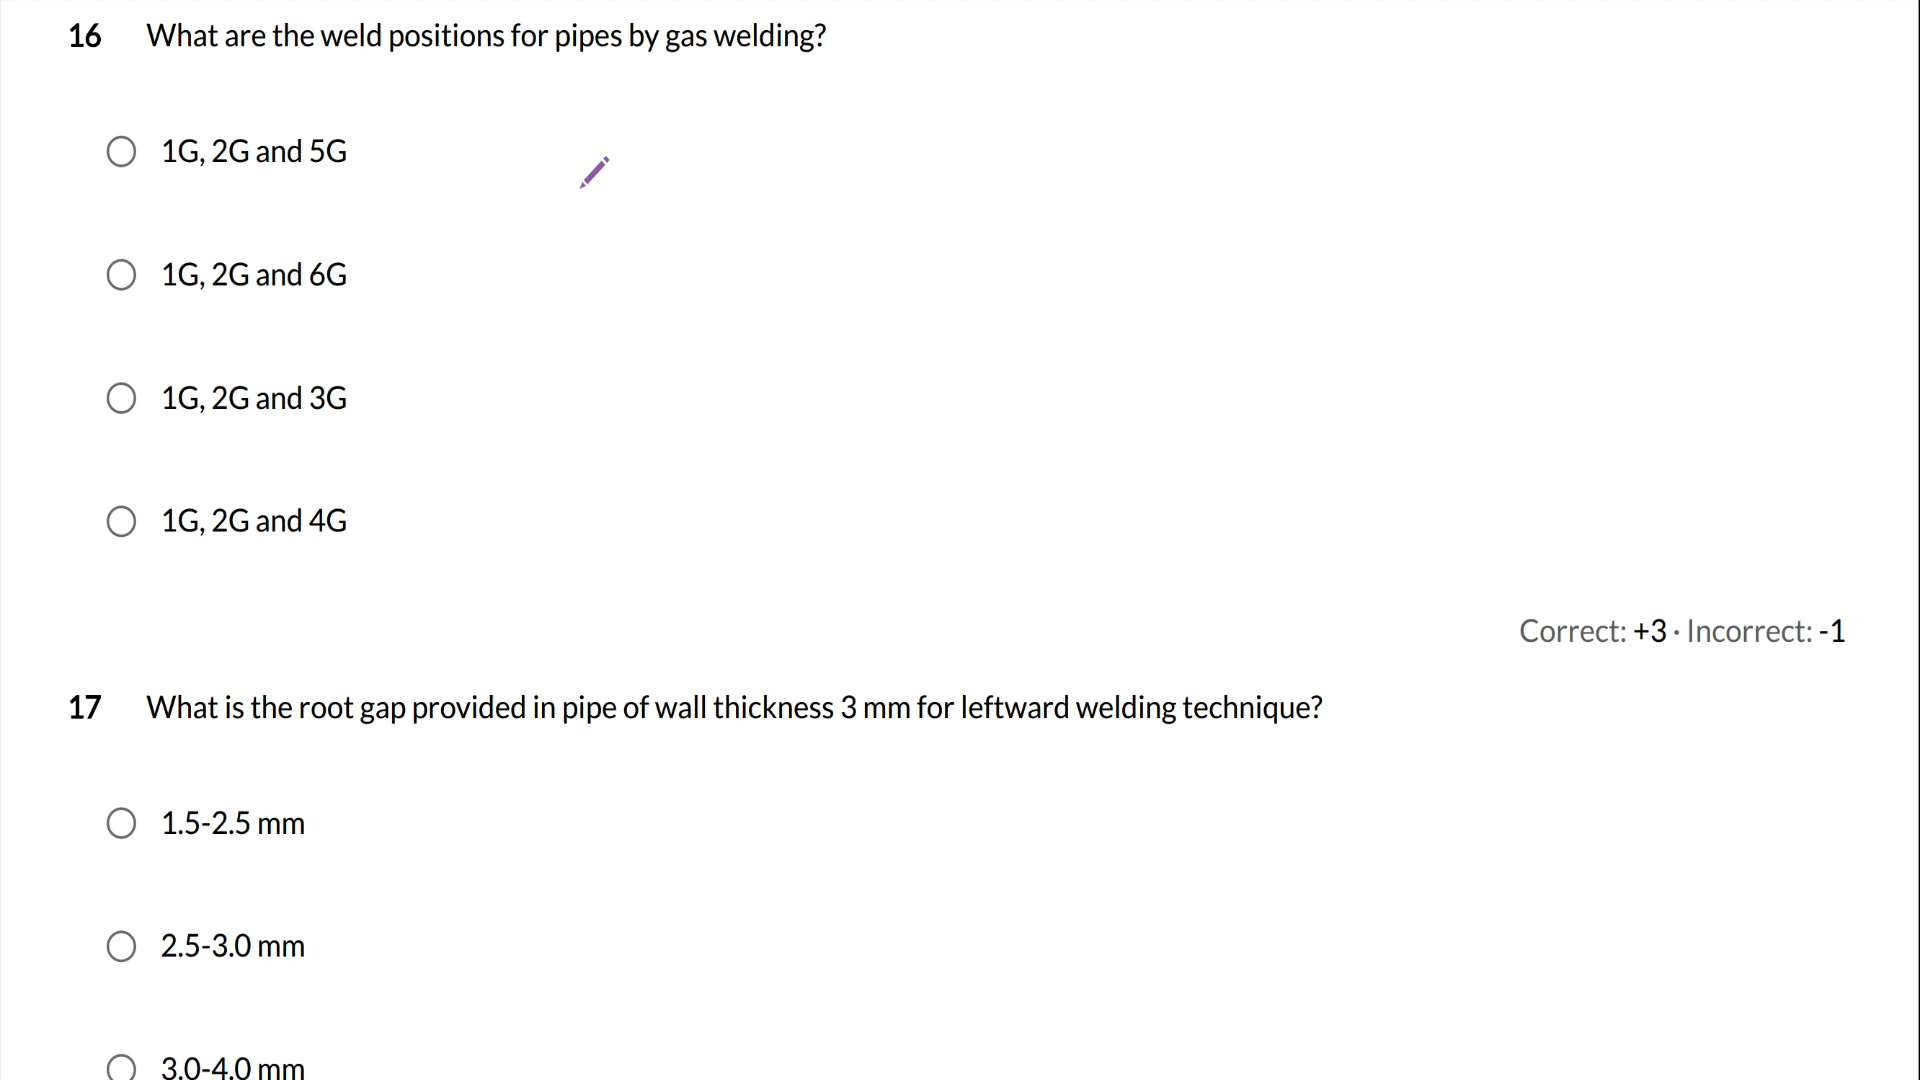 16 What are the weld positions for pipes by gas welding?
1G, 2G and 5G
1G, 2G and 6G
1G, 2G and 3G
1G, 2G and 4G
Correct: +3 · Incorrect: -1
17 What is the root gap provided in pipe of wall thickness 3 mm for leftward welding technique?
1.5-2.5 mm
2.5-3.0 mm
3.0-4.0 mm